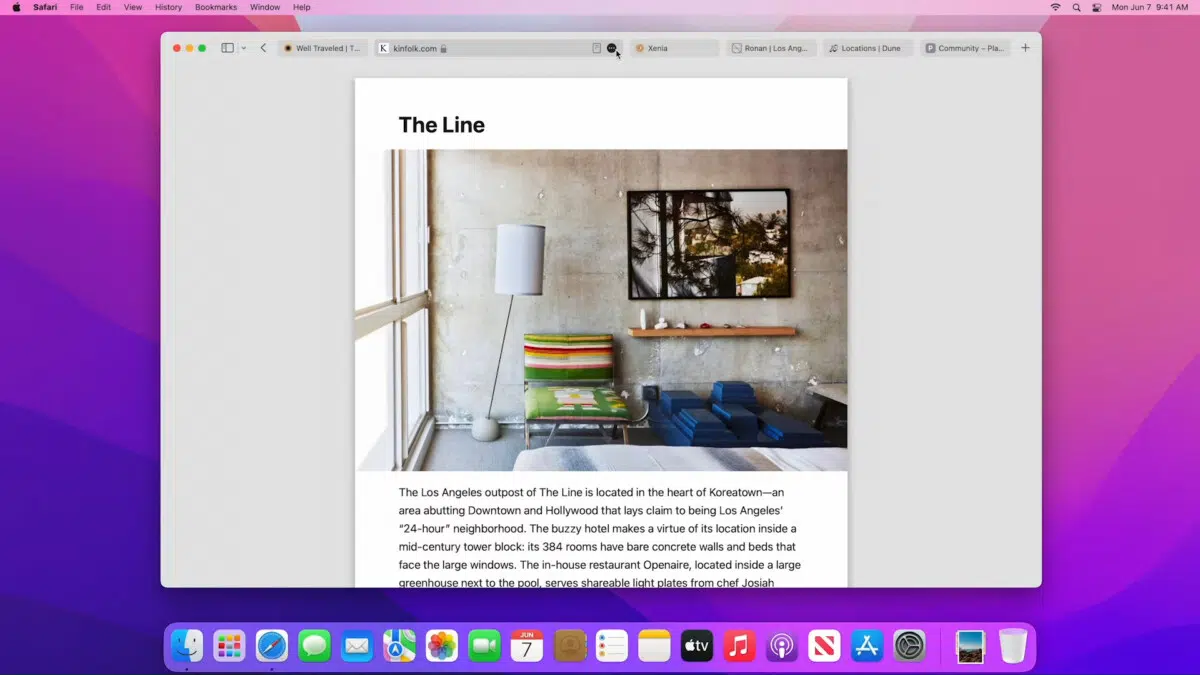 Safari File Edit View History Bookmarks Window Help Mon Jun 7 9:41 AM
Well Traveled | T... K kinfolk.com Xenia Ronan | Los Ang... Locations | Dune P Community – Pla...
The Line
The Los Angeles outpost of The Line is located in the heart of Koreatown—an
area abutting Downtown and Hollywood that lays claim to being Los Angeles’
“24-hour” neighborhood. The buzzy hotel makes a virtue of its location inside a
mid-century tower block: its 384 rooms have bare concrete walls and beds that
face the large windows. The in-house restaurant Openaire, located inside a large
greenhouse next to the pool, serves shareable light plates from chef Josiah
JUN
7
tv